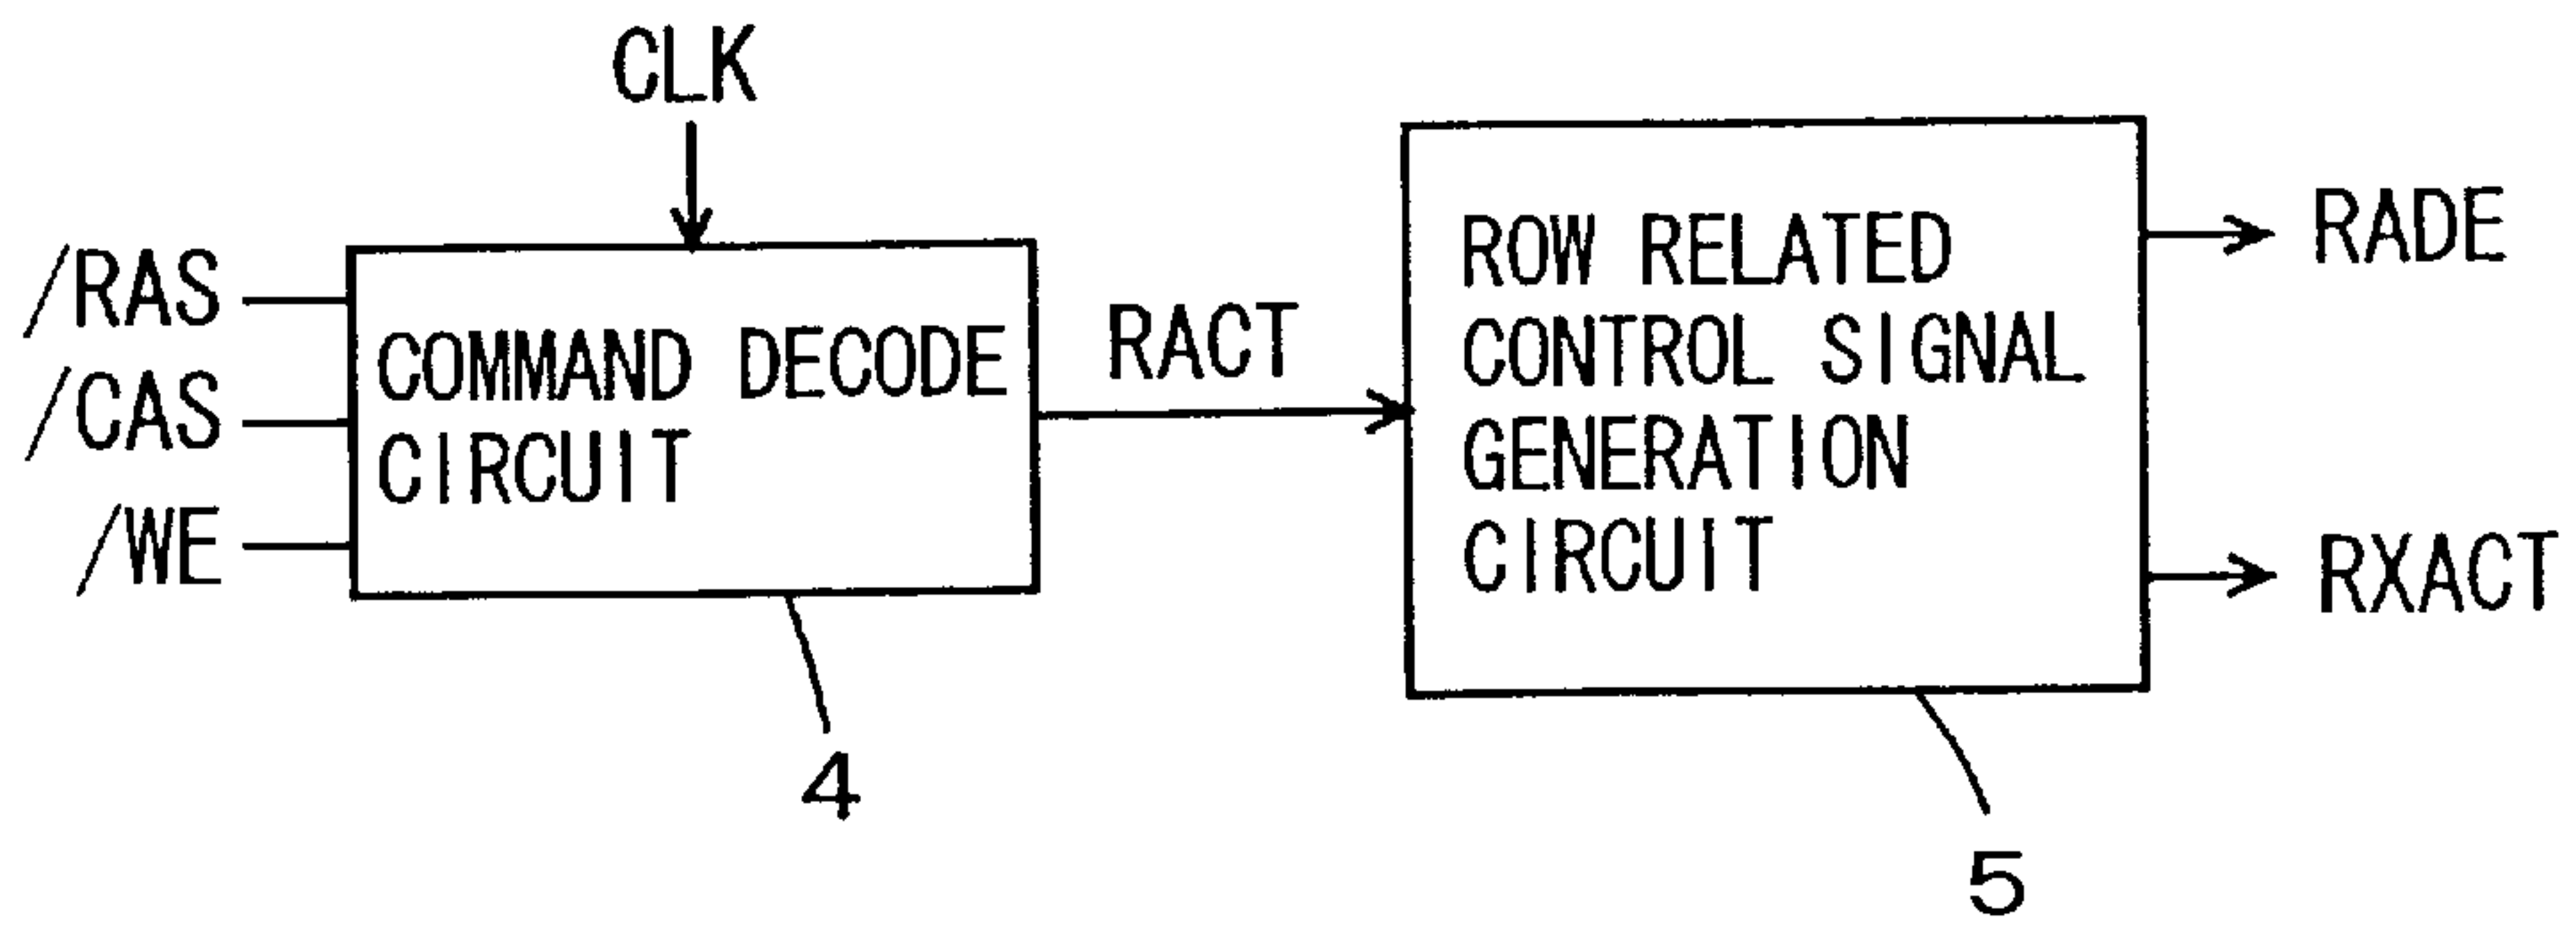 CLK
/RAS
/CAS
/WE
COMMAND DECODE
CIRCUIT
4
RACT
ROW RELATED
CONTROL SIGNAL
GENERATION
CIRCUIT
5
RADE
RXACT